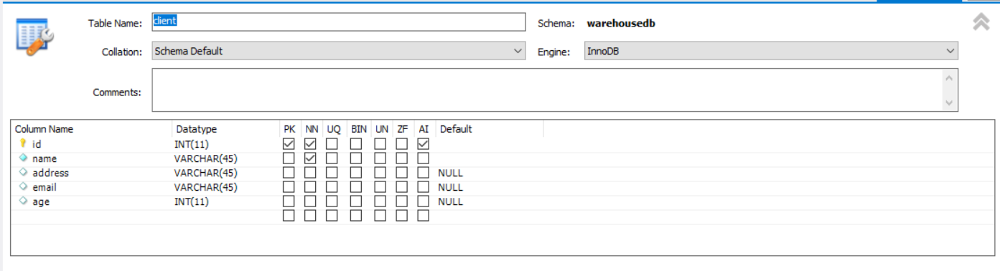 Table Name: client Schema: warehousedb
Collation: Schema Default Engine: InnoDB
Comments:
Column Name Datatype PK NN UQ BIN UN ZF AI Default
id INT(11)
name VARCHAR(45)
address VARCHAR(45) NULL
email VARCHAR(45) NULL
age INT(11) NULL